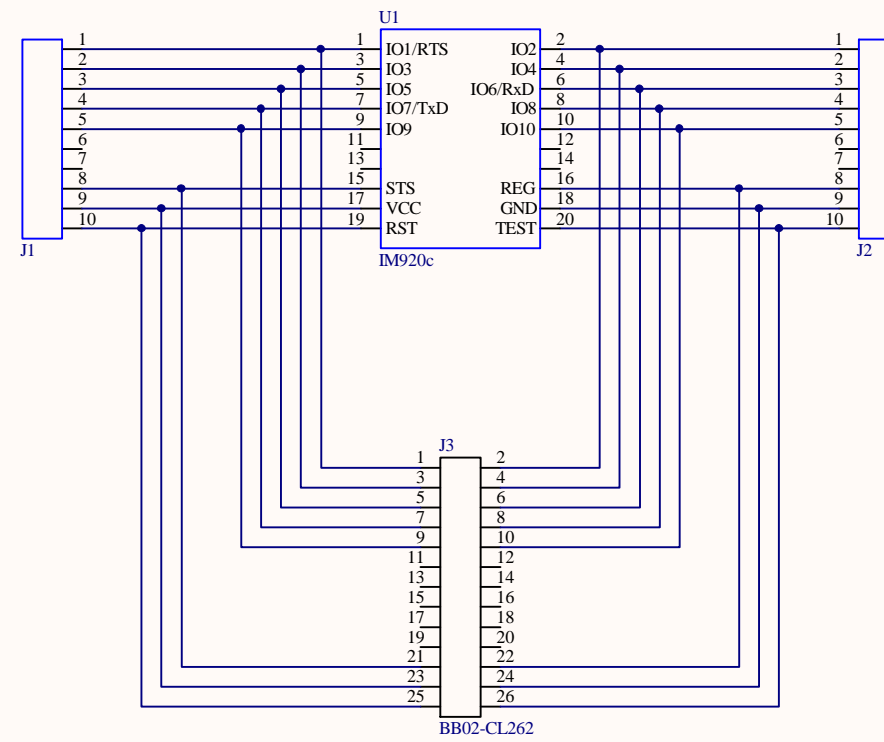 U1
1 1 IO1/RTS IO2 2 1
2 3 IO3 IO4 4 2
3 5 IO5 IO6/RxD 6 3
4 7 IO7/TxD IO8 8 4
5 9 IO9 IO10 10 5
6 11 12 6
7 13 14 7
8 15 STS REG 16 8
9 17 VCC GND 18 9
10 19 RST TEST 20 10
J1 J2
IM920c
J3
1 2
3 4
5 6
7 8
9 10
11 12
13 14
15 16
17 18
19 20
21 22
23 24
25 26
BB02-CL262